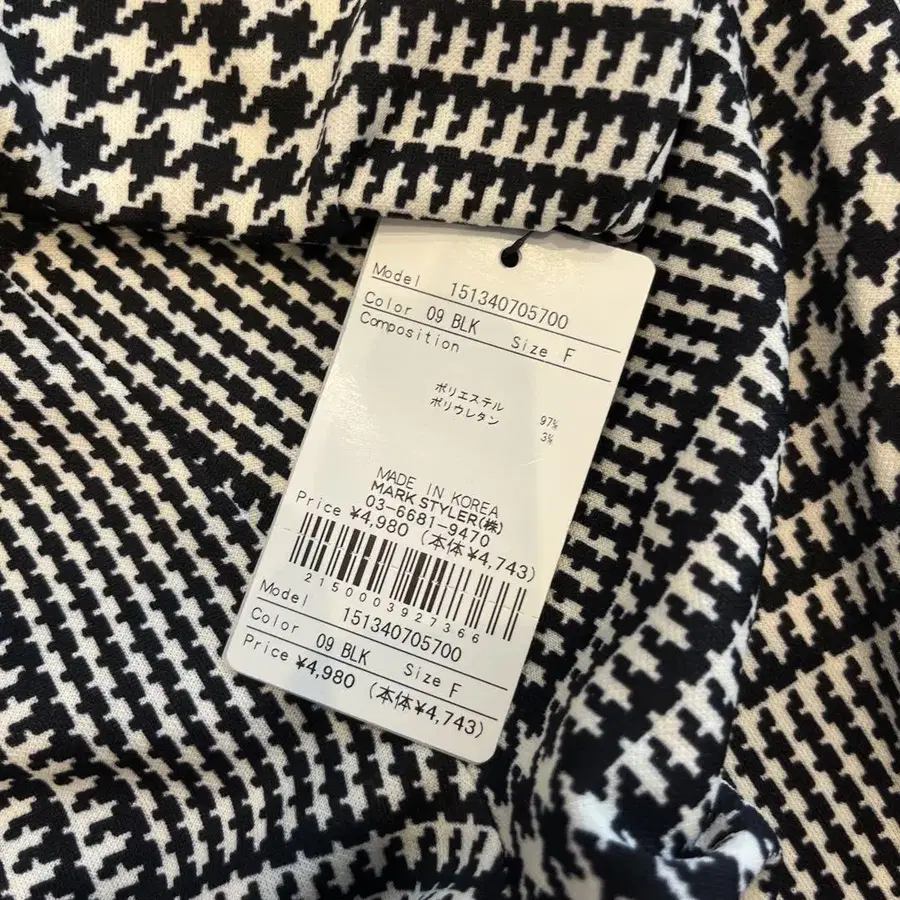 Model 151340705700
Color 09 BLK Size F
Composition
ポリエステル 97%
ポリウレタン 3%
MADE IN KOREA
MARK STYLER(株)
03-6681-9470
Price ¥4,980 (本体¥4,743)
2150003927366
Model 151340705700
Color 09 BLK Size F
Price ¥4,980 (本体¥4,743)